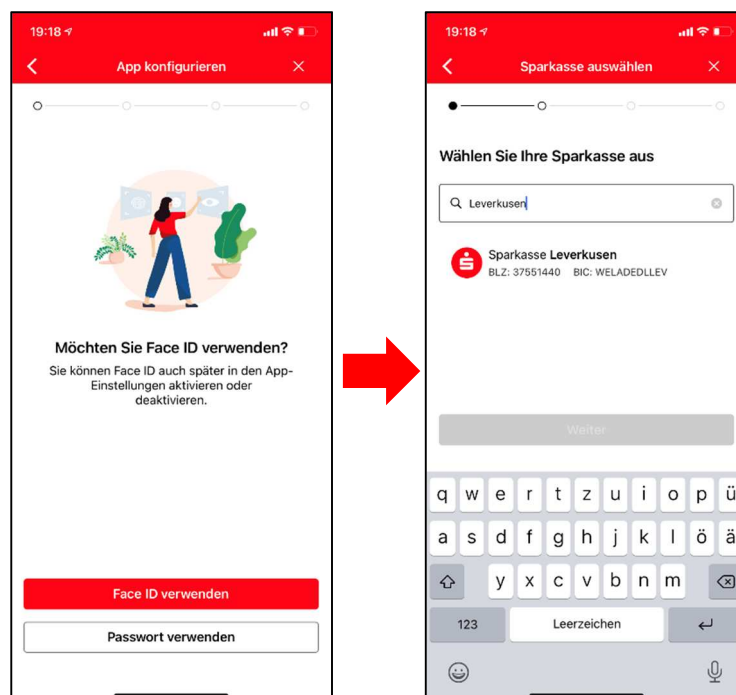 19:18
App konfigurieren
Möchten Sie Face ID verwenden?
Sie können Face ID auch später in den App-
Einstellungen aktivieren oder
deaktivieren.
Face ID verwenden
Passwort verwenden
19:18
Sparkasse auswählen
Wählen Sie Ihre Sparkasse aus
Leverkusen
Sparkasse Leverkusen
BLZ: 37551440 BIC: WELADEDLLEV
Weiter
q w e r t z u i o p ü
a s d f g h j k l ö ä
y x c v b n m
123 Leerzeichen